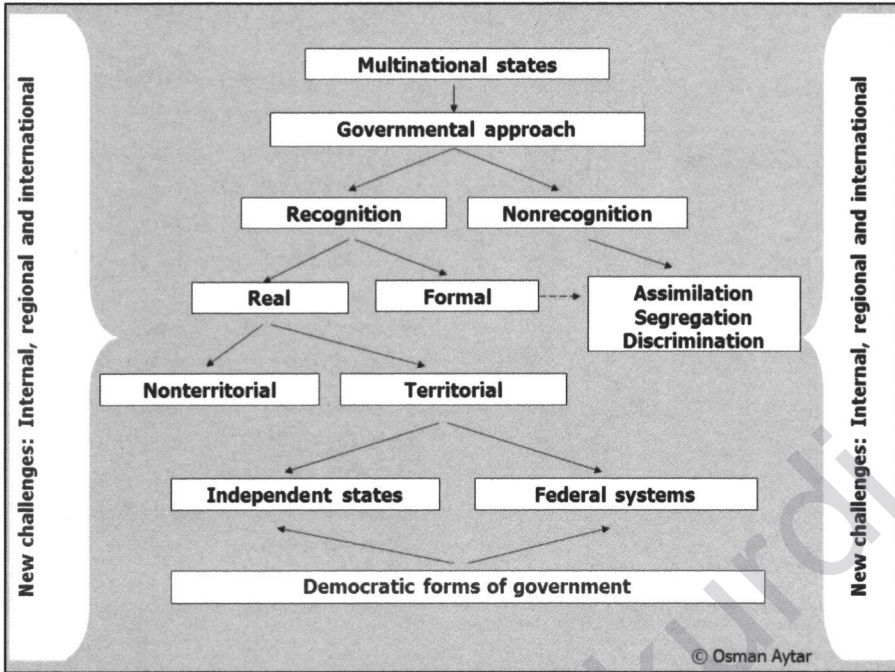 New challenges: Internal, regional and international
Multinational states
Governmental approach
Recognition
Nonrecognition
Real
Formal
Assimilation
Segregation
Discrimination
Nonterritorial
Territorial
Independent states
Federal systems
Democratic forms of government
New challenges: Internal, regional and international
© Osman Aytar
kurdi